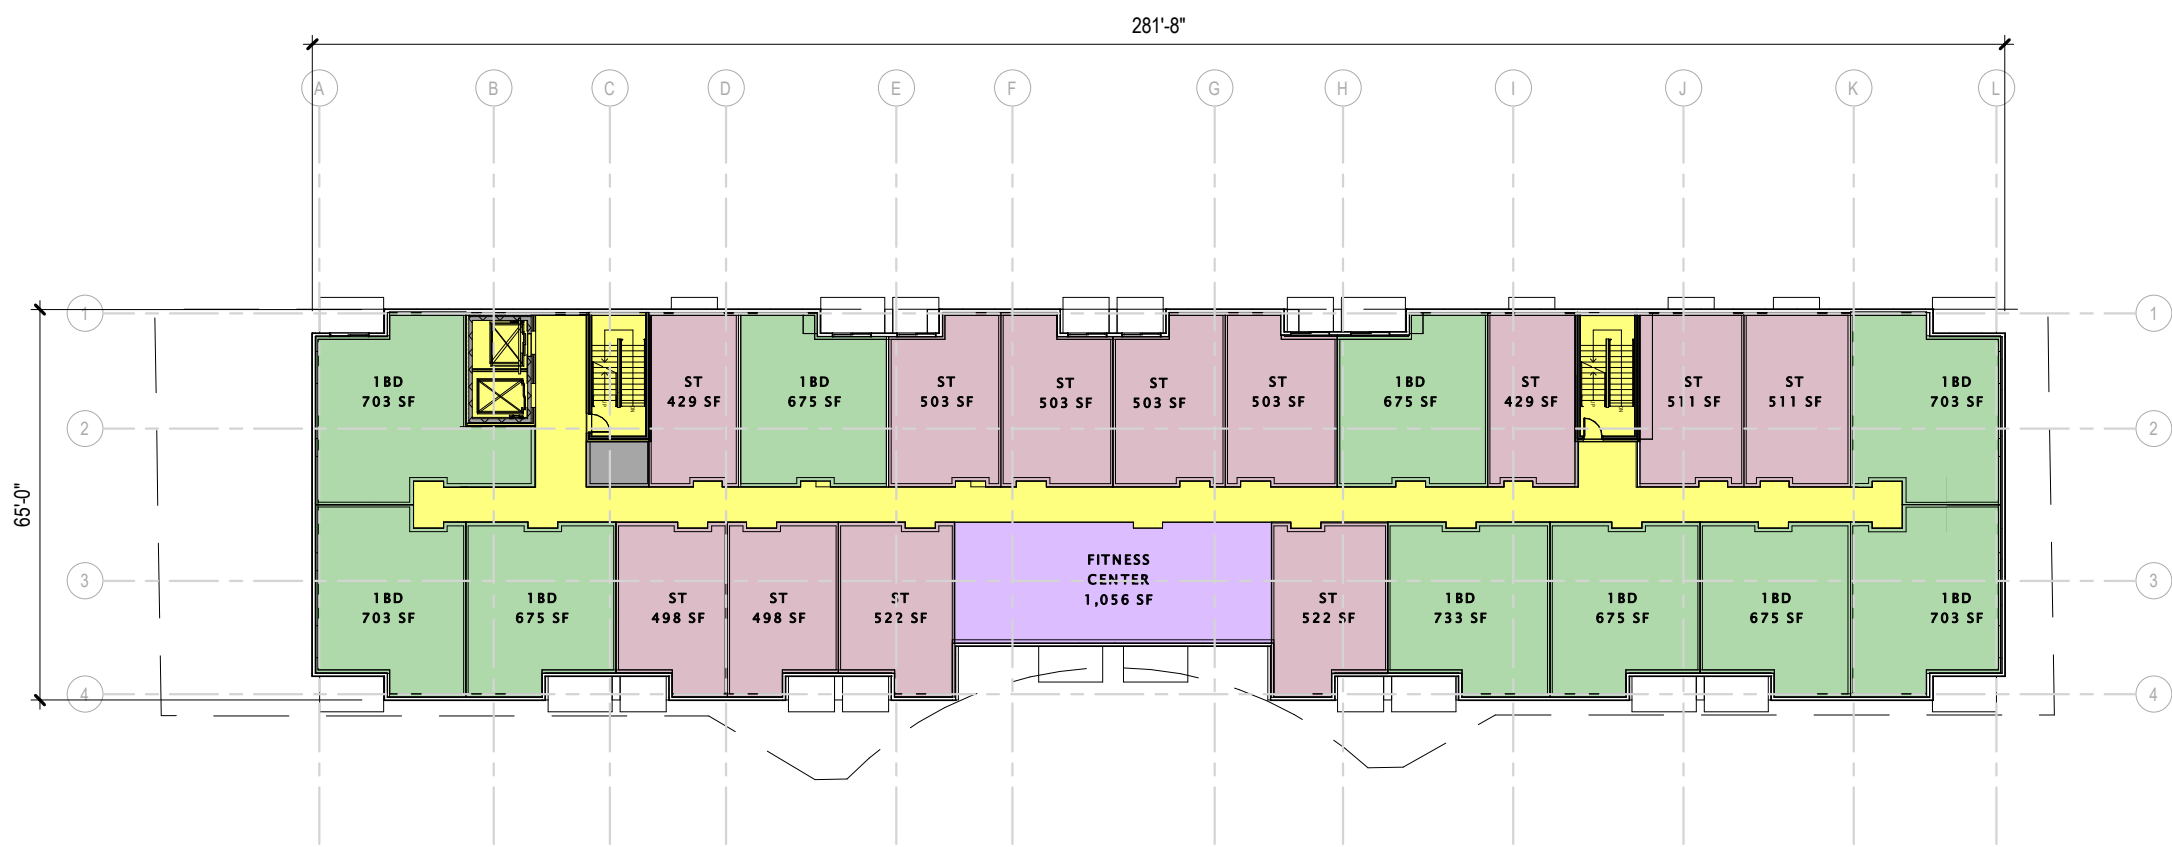 281'-8"
A B C D E F G H I J K L
1 1
1BD
703 SF
ST
429 SF
1BD
675 SF
ST
503 SF
ST
503 SF
ST
503 SF
ST
503 SF
1BD
675 SF
ST
429 SF
ST
511 SF
ST
511 SF
1BD
703 SF
2 2
65'-0"
FITNESS
CENTER
1,056 SF
3 3
1BD
703 SF
1BD
675 SF
ST
498 SF
ST
498 SF
ST
522 SF
ST
522 SF
1BD
733 SF
1BD
675 SF
1BD
675 SF
1BD
703 SF
4 4